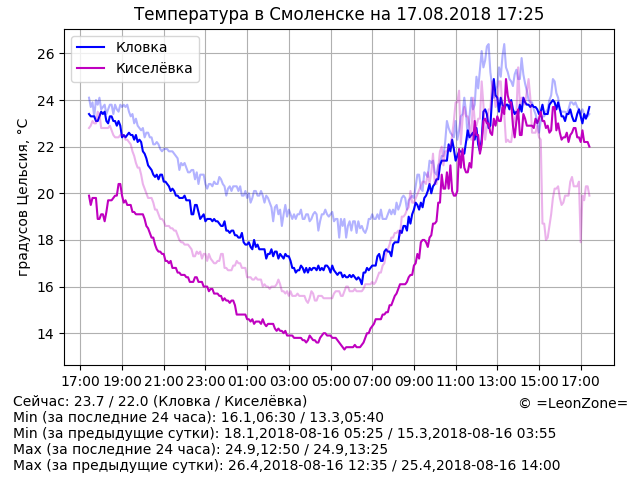 Температура в Смоленске на 17.08.2018 17:25
Кловка
Киселёвка
градусов Цельсия, °C
26
24
22
20
18
16
14
17:00 19:00 21:00 23:00 01:00 03:00 05:00 07:00 09:00 11:00 13:00 15:00 17:00
Сейчас: 23.7 / 22.0 (Кловка / Киселёвка)
© =LeonZone=
Min (за последние 24 часа): 16.1,06:30 / 13.3,05:40
Min (за предыдущие сутки): 18.1,2018-08-16 05:25 / 15.3,2018-08-16 03:55
Max (за последние 24 часа): 24.9,12:50 / 24.9,13:25
Max (за предыдущие сутки): 26.4,2018-08-16 12:35 / 25.4,2018-08-16 14:00